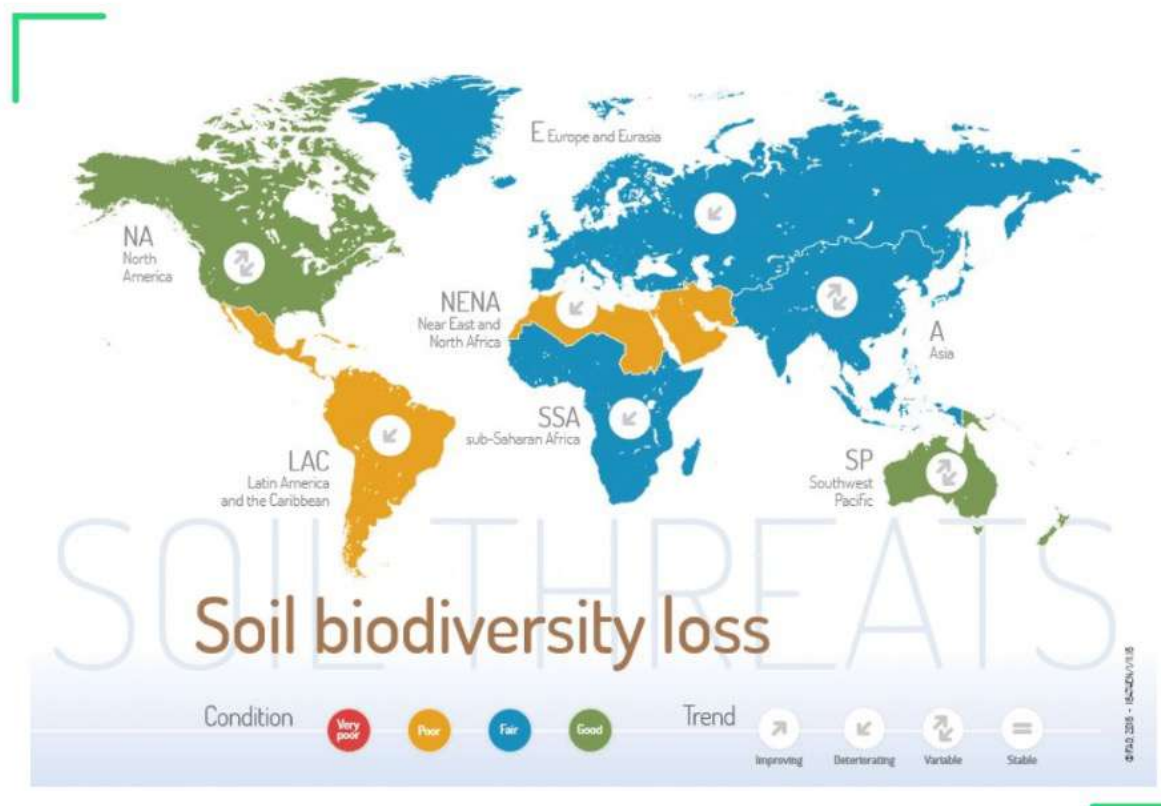 E Europe and Eurasia
NA
North
America
NENA
Near East and
North Africa
A
Asia
SSA
sub-Saharan Africa
LAC
Latin America
and the Caribbean
SP
Southwest
Pacific
SOIL THREATS
Soil biodiversity loss
Condition
Very
poor
Poor
Fair
Good
Trend
Improving
Deteriorating
Variable
Stable